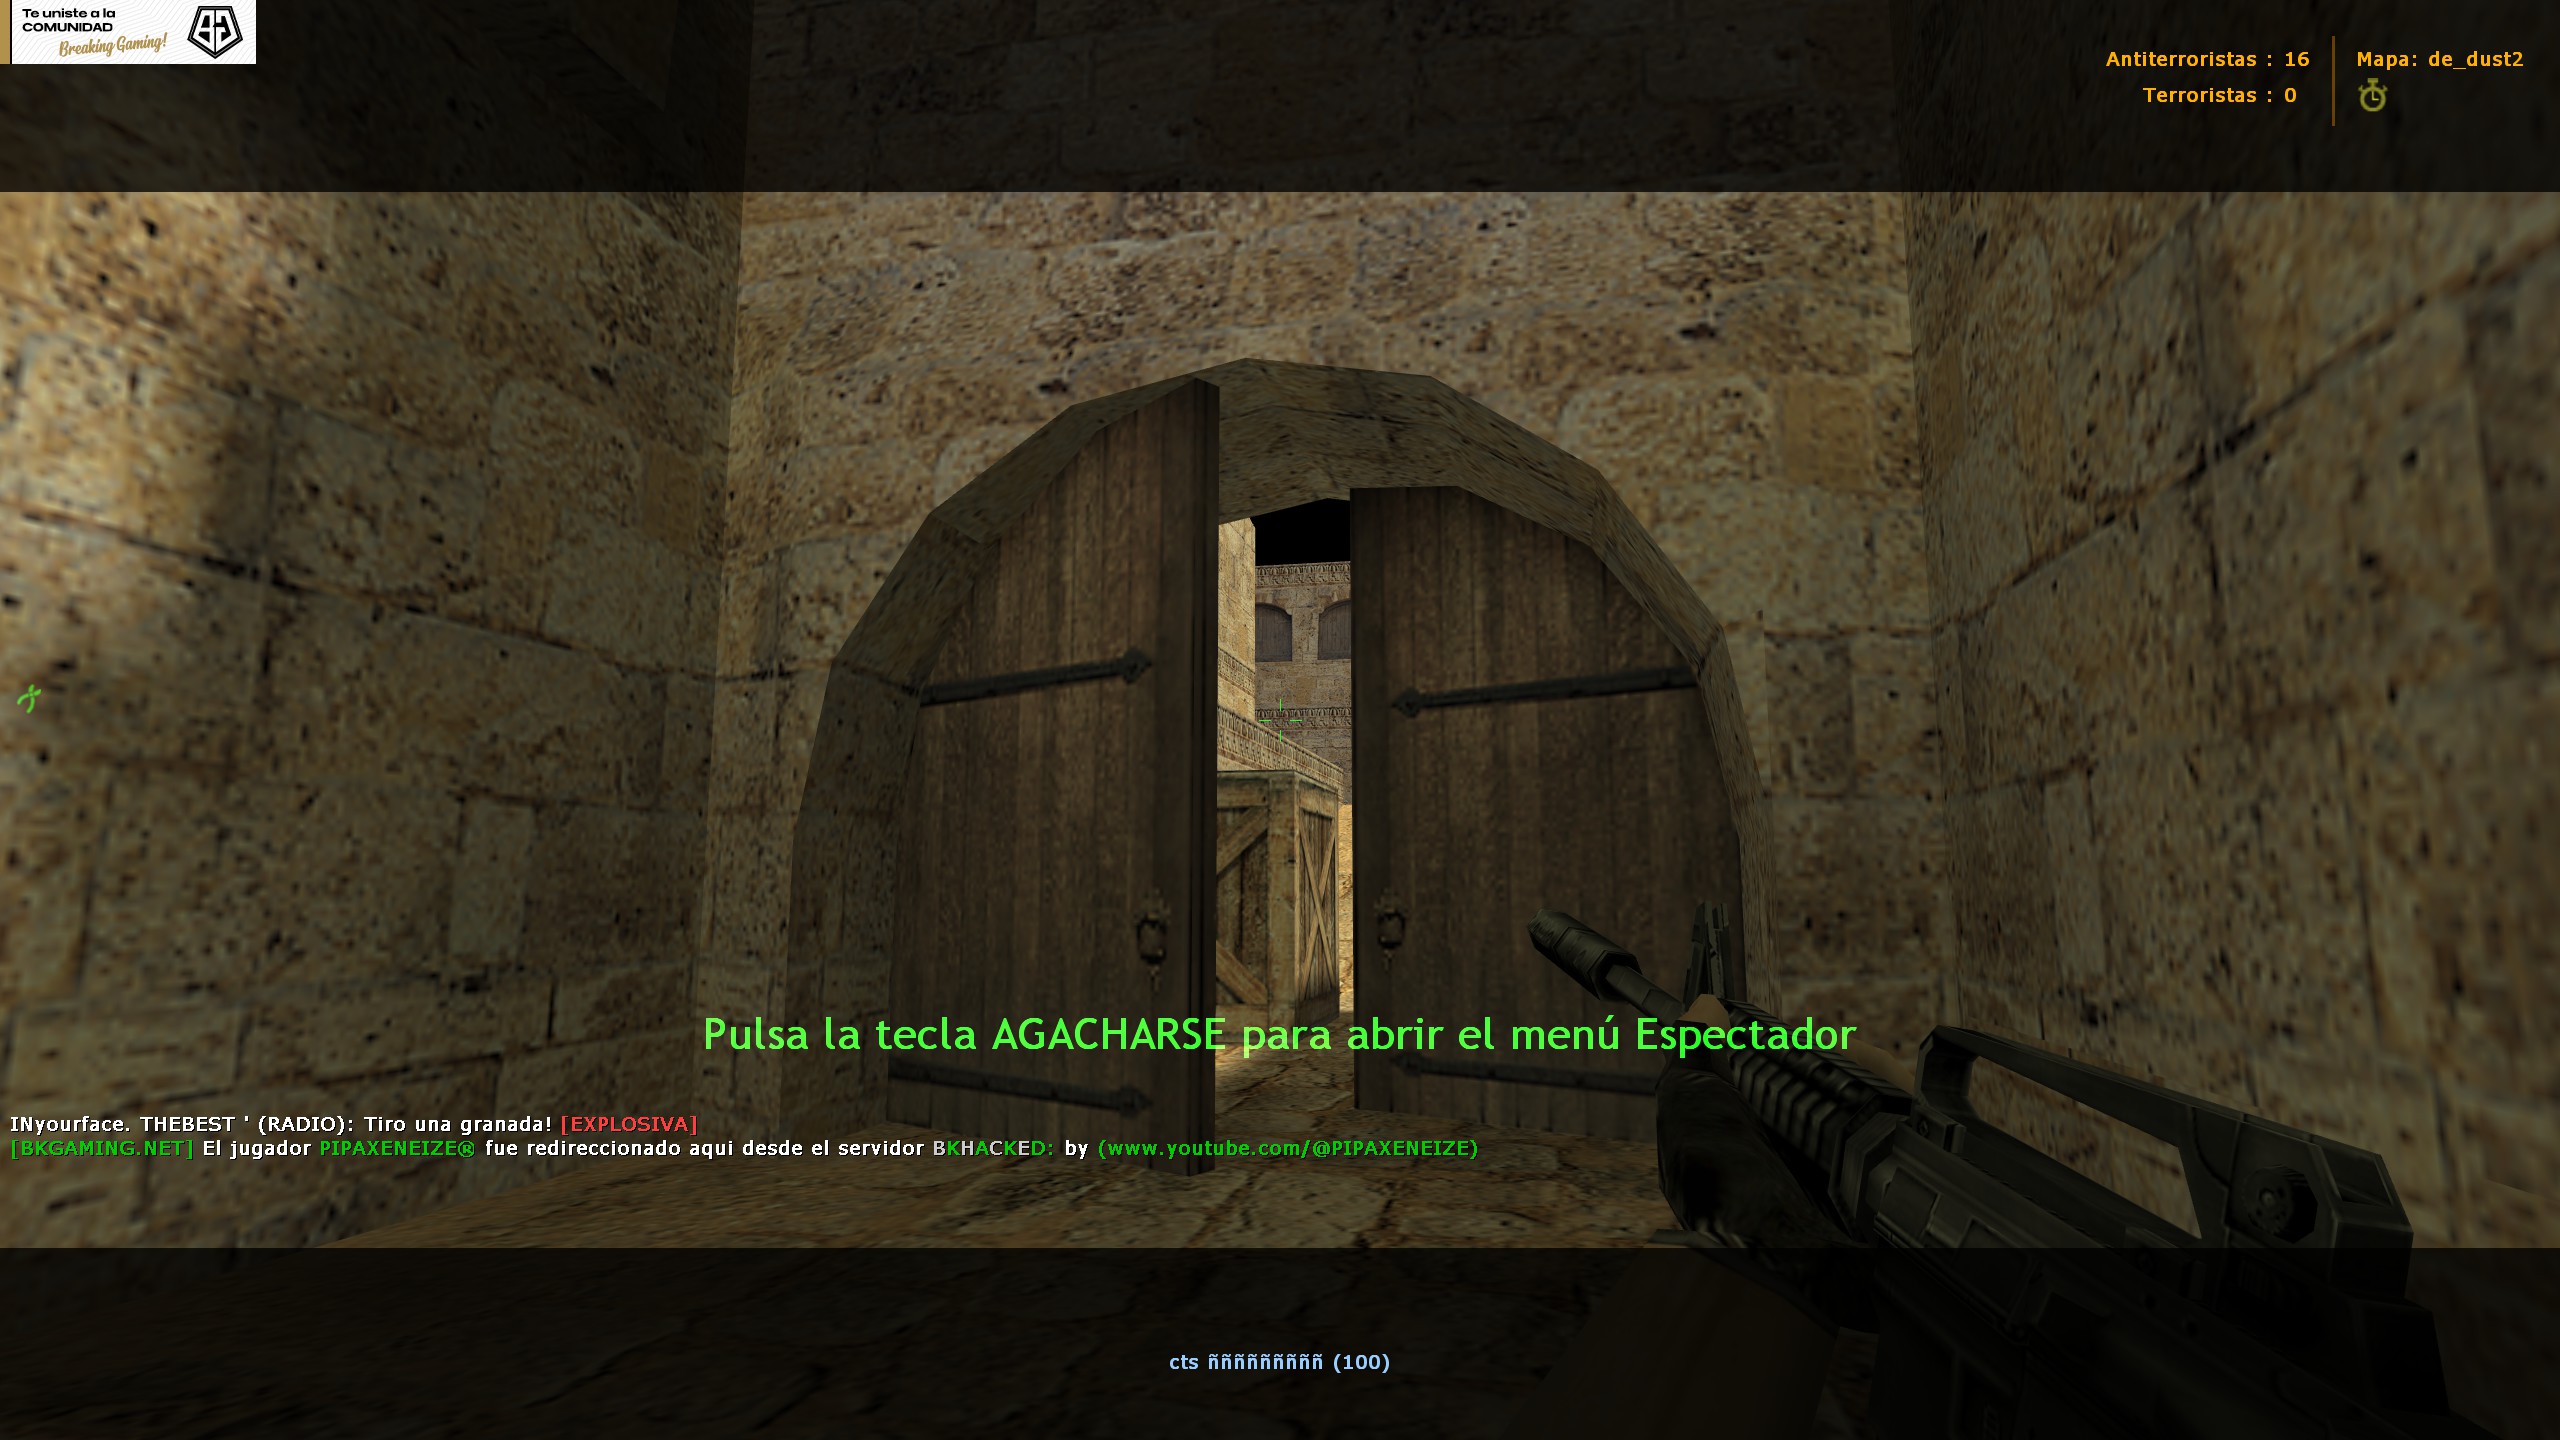 Te uniste a la
COMUNIDAD
Breaking Gaming!
Antiterroristas : 16
Terroristas : 0
Mapa: de_dust2
Pulsa la tecla AGACHARSE para abrir el menú Espectador
INyourface. THEBEST ' (RADIO): Tiro una granada! [EXPLOSIVA]
[BKGAMING.NET] El jugador PIPAXENEIZE® fue redireccionado aqui desde el servidor BKHACKED: by (www.youtube.com/@PIPAXENEIZE)
cts ñññññññññ (100)